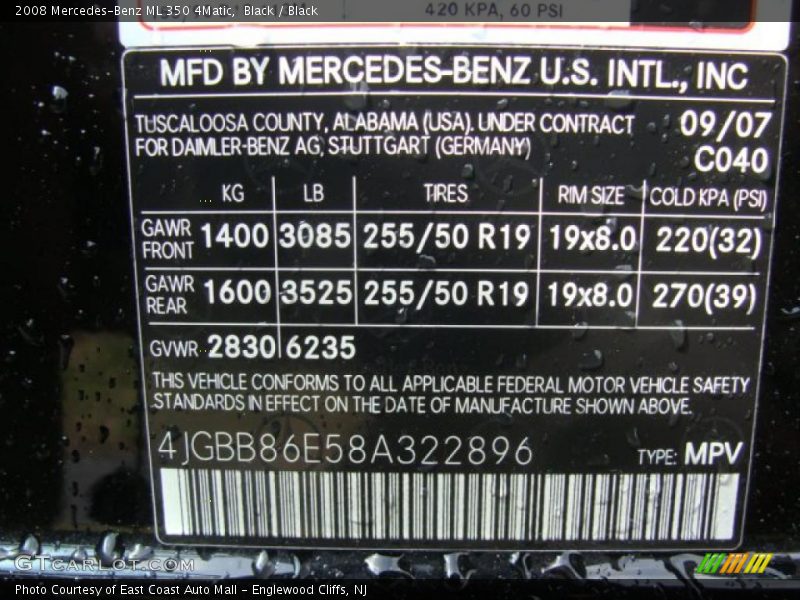 2008 Mercedes-Benz ML 350 4Matic, Black / Black
420 KPA, 60 PSI
MFD BY MERCEDES-BENZ U.S. INTL., INC
TUSCALOOSA COUNTY, ALABAMA (USA). UNDER CONTRACT 09/07
FOR DAIMLER-BENZ AG, STUTTGART (GERMANY) C040
KG LB TIRES RIM SIZE COLD KPA (PSI)
GAWR FRONT 1400 3085 255/50 R19 19x8.0 220(32)
GAWR REAR 1600 3525 255/50 R19 19x8.0 270(39)
GVWR 2830 6235
THIS VEHICLE CONFORMS TO ALL APPLICABLE FEDERAL MOTOR VEHICLE SAFETY
STANDARDS IN EFFECT ON THE DATE OF MANUFACTURE SHOWN ABOVE.
4JGBB86E58A322896 TYPE: MPV
GTCARLOT.COM
Photo Courtesy of East Coast Auto Mall - Englewood Cliffs, NJ